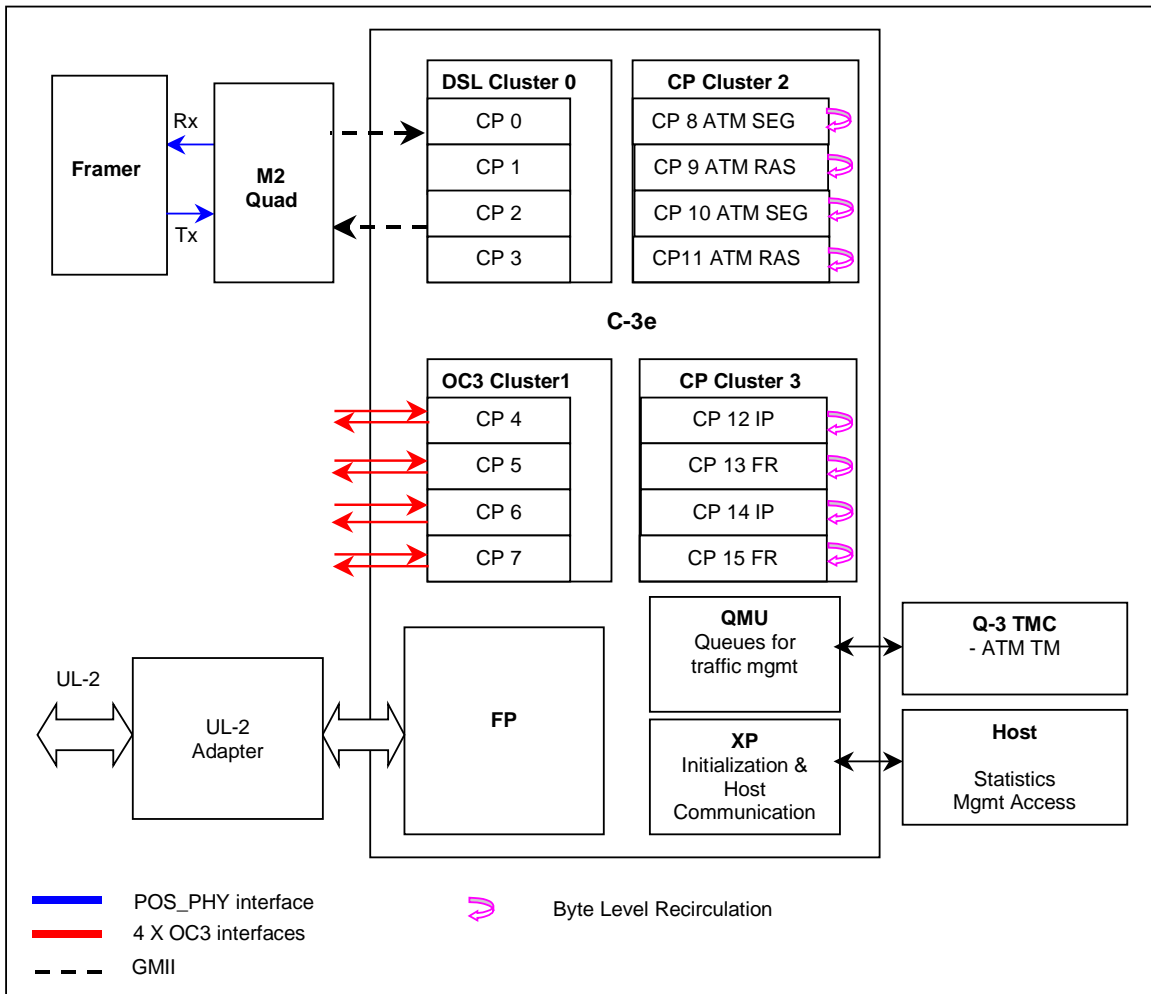 DSL Cluster 0
CP 0
CP 1
CP 2
CP 3
CP Cluster 2
CP 8 ATM SEG
CP 9 ATM RAS
CP 10 ATM SEG
CP11 ATM RAS
Rx
Tx
Framer
M2
Quad
C-3e
OC3 Cluster1
CP 4
CP 5
CP 6
CP 7
CP Cluster 3
CP 12 IP
CP 13 FR
CP 14 IP
CP 15 FR
UL-2
UL-2
Adapter
FP
QMU
Queues for
traffic mgmt
Q-3 TMC
- ATM TM
XP
Initialization &
Host
Communication
Host
Statistics
Mgmt Access
POS_PHY interface
4 X OC3 interfaces
GMII
Byte Level Recirculation